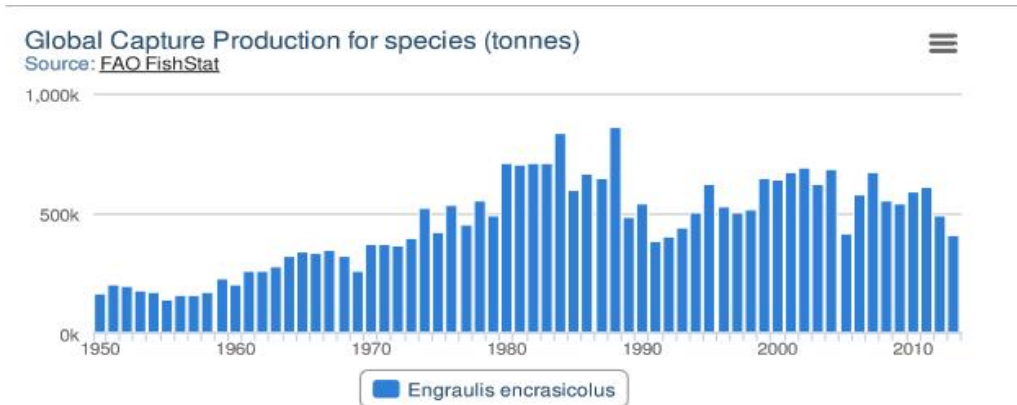 Global Capture Production for species (tonnes)
Source: FAO FishStat
1,000k
500k
0k
1950 1960 1970 1980 1990 2000 2010
Engraulis encrasicolus